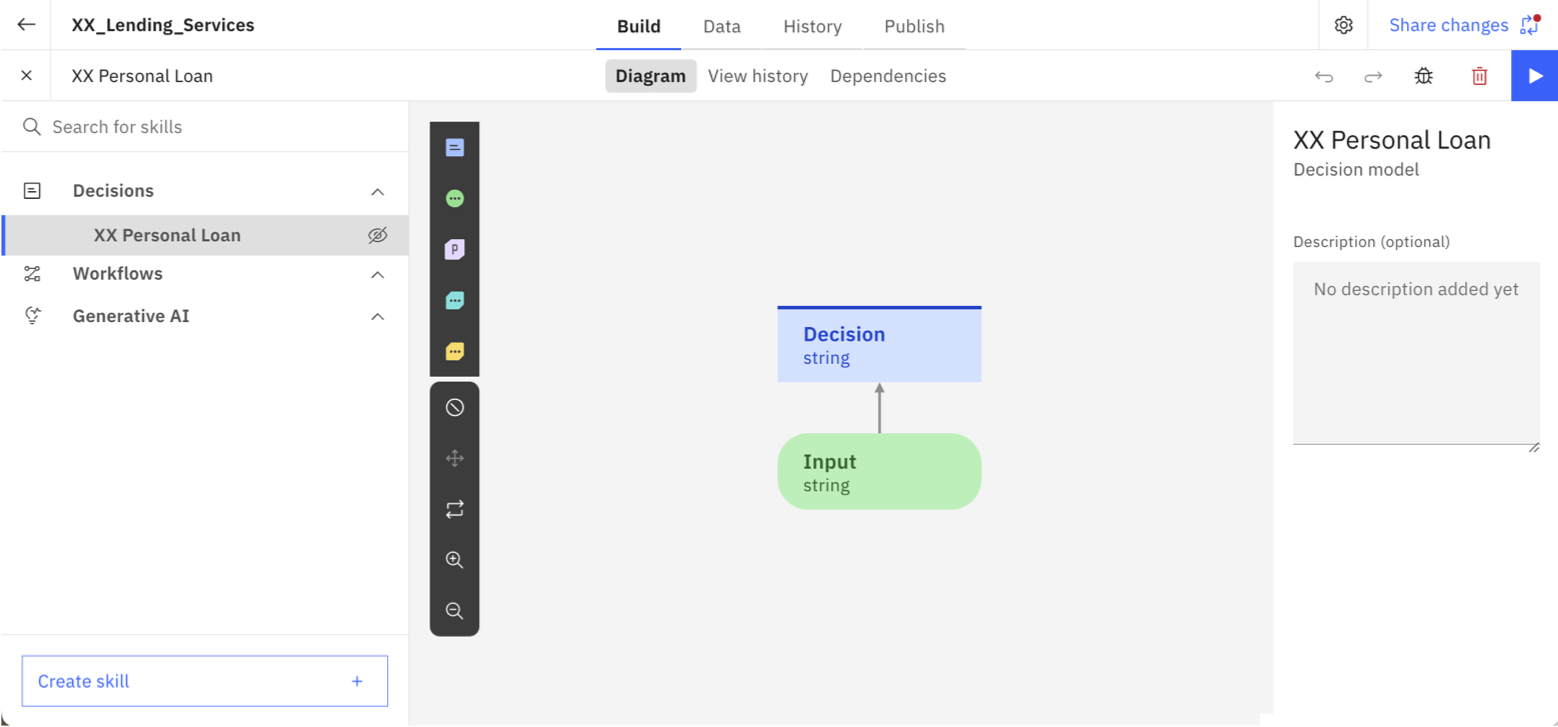 XX_Lending_Services
Build
Data
History
Publish
Share changes
XX Personal Loan
Diagram
View history
Dependencies
Search for skills
Decisions
XX Personal Loan
Workflows
Generative AI
Create skill
+
P
Decision
string
Input
string
XX Personal Loan
Decision model
Description (optional)
No description added yet